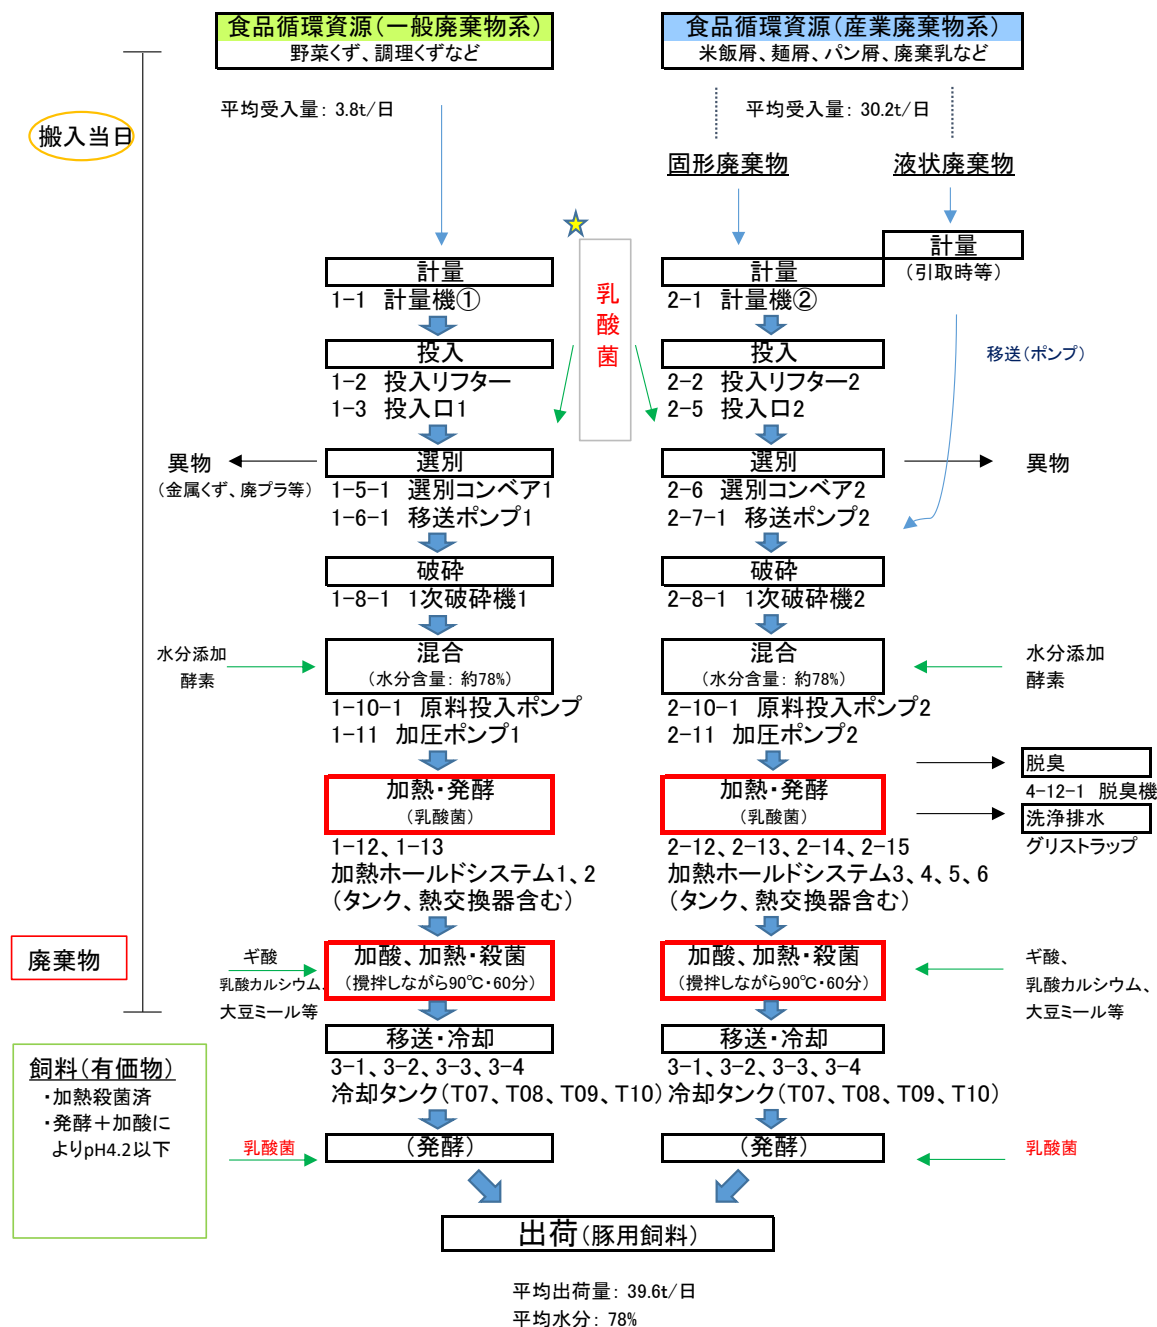 食品循環資源（一般廃棄物系）
野菜くず、調理くずなど
食品循環資源（産業廃棄物系）
米飯屑、麺屑、パン屑、廃棄乳など
平均受入量：3.8t/日
平均受入量：30.2t/日
搬入当日
固形廃棄物
液状廃棄物
計量
（引取時等）
乳酸菌
計量
1-1 計量機①
計量
2-1 計量機②
移送（ポンプ）
投入
1-2 投入リフター
1-3 投入口1
投入
2-2 投入リフター2
2-5 投入口2
異物
（金属くず、廃プラ等）
選別
1-5-1 選別コンベア1
1-6-1 移送ポンプ1
選別
2-6 選別コンベア2
2-7-1 移送ポンプ2
異物
破砕
1-8-1 1次破砕機1
破砕
2-8-1 1次破砕機2
水分添加
酵素
混合
（水分含量：約78%）
1-10-1 原料投入ポンプ
1-11 加圧ポンプ1
混合
（水分含量：約78%）
2-10-1 原料投入ポンプ2
2-11 加圧ポンプ2
水分添加
酵素
加熱・発酵
（乳酸菌）
1-12、1-13
加熱ホールドシステム1、2
（タンク、熱交換器含む）
加熱・発酵
（乳酸菌）
2-12、2-13、2-14、2-15
加熱ホールドシステム3、4、5、6
（タンク、熱交換器含む）
脱臭
4-12-1 脱臭機
洗浄排水
グリストラップ
廃棄物
ギ酸
乳酸カルシウム、
大豆ミール等
加酸、加熱・殺菌
（攪拌しながら90℃・60分）
加酸、加熱・殺菌
（攪拌しながら90℃・60分）
ギ酸、
乳酸カルシウム、
大豆ミール等
移送・冷却
3-1、3-2、3-3、3-4
冷却タンク（T07、T08、T09、T10）
移送・冷却
3-1、3-2、3-3、3-4
冷却タンク（T07、T08、T09、T10）
飼料（有価物）
・加熱殺菌済
・発酵＋加酸に
よりpH4.2以下
乳酸菌
（発酵）
（発酵）
乳酸菌
出荷（豚用飼料）
平均出荷量：39.6t/日
平均水分：78%